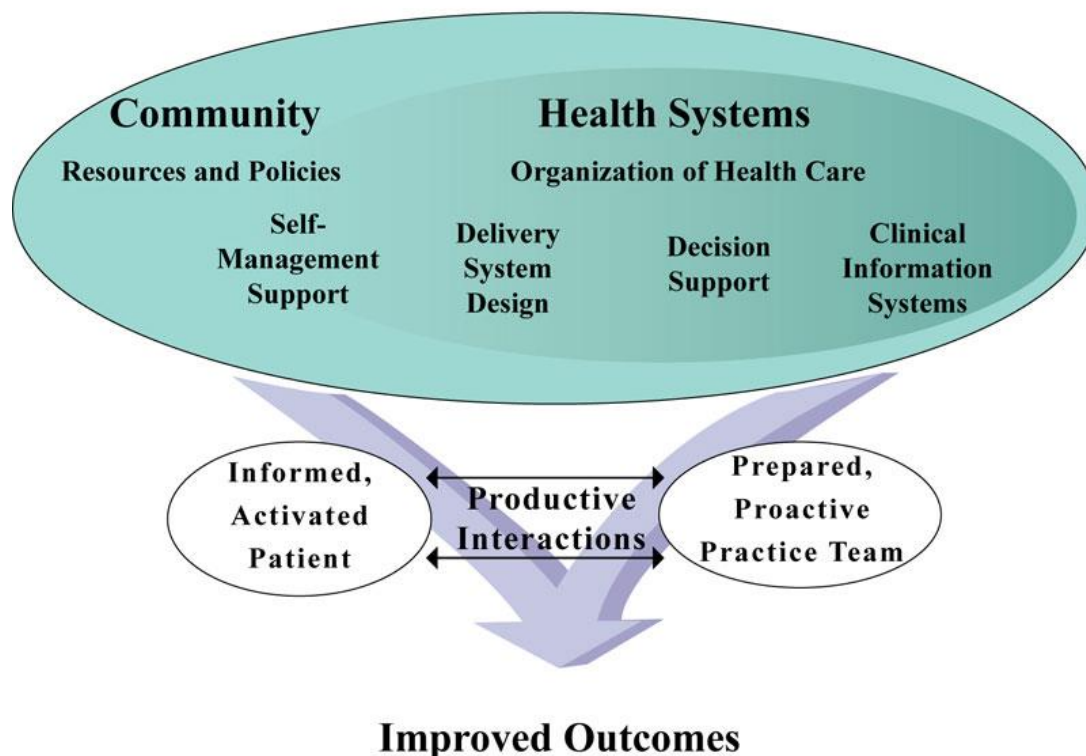 Community
Resources and Policies
Health Systems
Organization of Health Care
Self-
Management
Support
Delivery
System
Design
Decision
Support
Clinical
Information
Systems
Informed,
Activated
Patient
Productive
Interactions
Prepared,
Proactive
Practice Team
Improved Outcomes